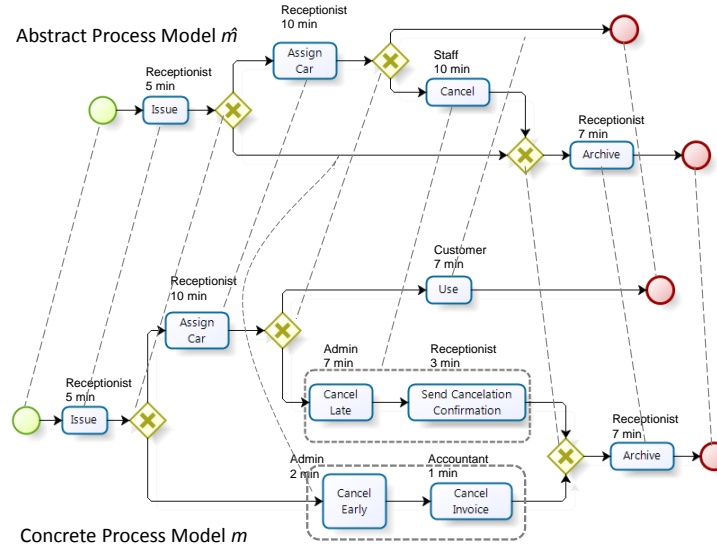 Abstract Process Model m̂
Receptionist
10 min
Assign
Car
Receptionist
5 min
Issue
Staff
10 min
Cancel
Receptionist
7 min
Archive
Customer
7 min
Use
Receptionist
10 min
Assign
Car
Admin
7 min
Cancel
Late
Receptionist
3 min
Send Cancelation
Confirmation
Receptionist
5 min
Issue
Receptionist
7 min
Archive
Admin
2 min
Cancel
Early
Accountant
1 min
Cancel
Invoice
Concrete Process Model m